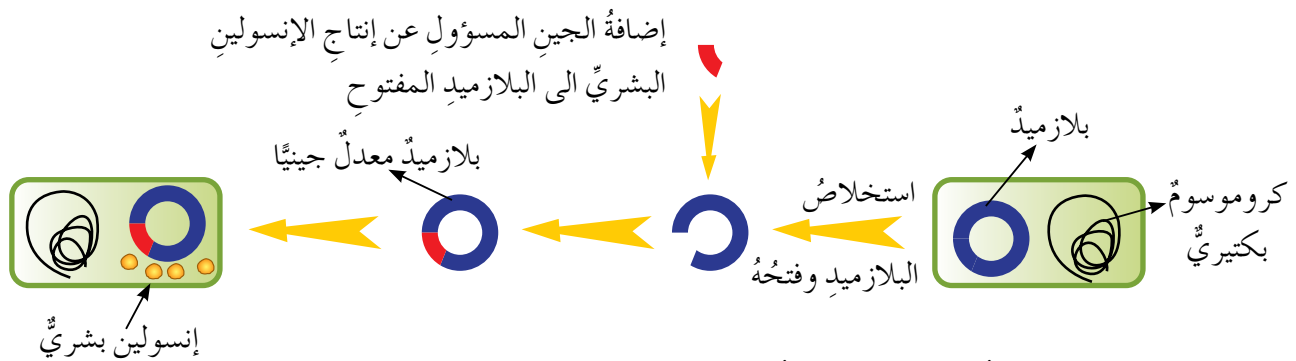 إضافةُ الجينِ المسؤولِ عن إنتاجِ الإنسولينِ
البشريِّ الى البلازميدِ المفتوحِ
بلازميدٌ
كروموسومٌ
بكتيريٌّ
استخلاصُ
البلازميدِ وفتحُهُ
بلازميدٌ معدلٌ جينيًّا
إنسولين بشريٌّ